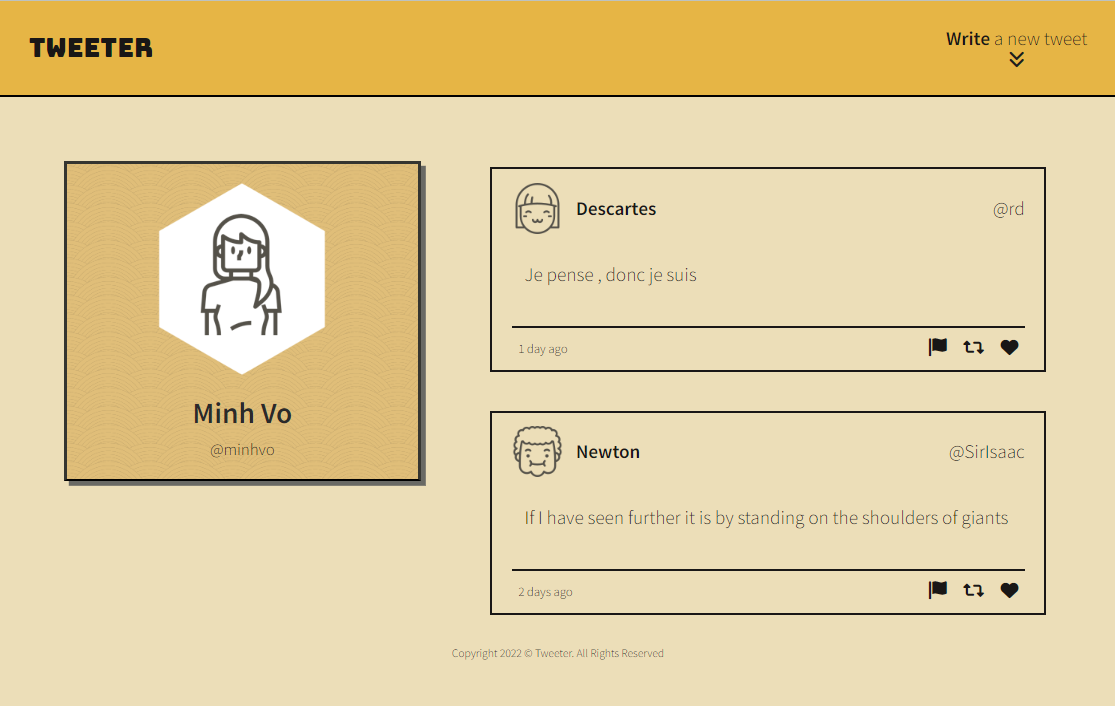 TWEETER
Write a new tweet
Minh Vo
@minhvo
Descartes
@rd
Je pense , donc je suis
1 day ago
Newton
@SirIsaac
If I have seen further it is by standing on the shoulders of giants
2 days ago
Copyright 2022 © Tweeter. All Rights Reserved